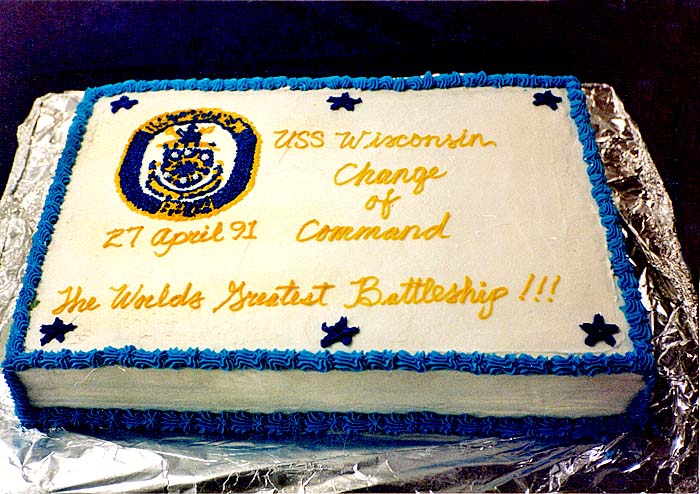 USS Wisconsin
Change
of
Command
27 April 91
The Worlds Greatest Battleship !!!